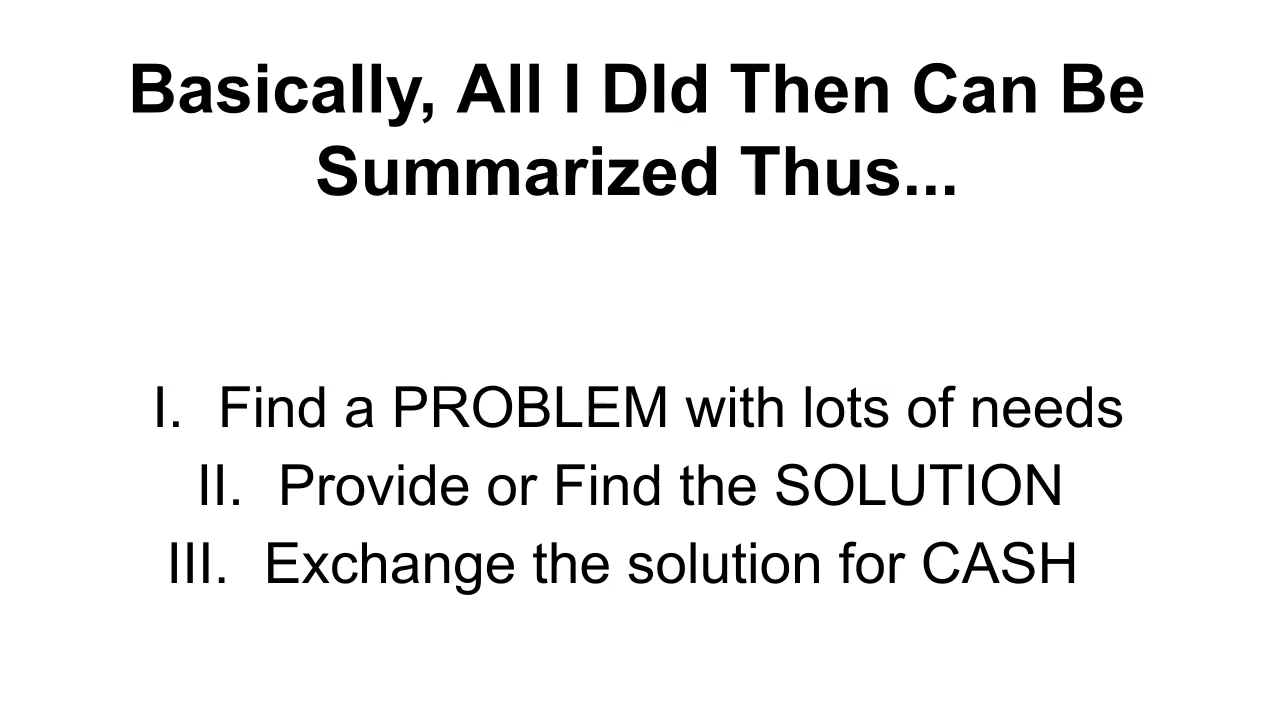 Basically, All I DId Then Can Be
Summarized Thus...
I. Find a PROBLEM with lots of needs
II. Provide or Find the SOLUTION
III. Exchange the solution for CASH